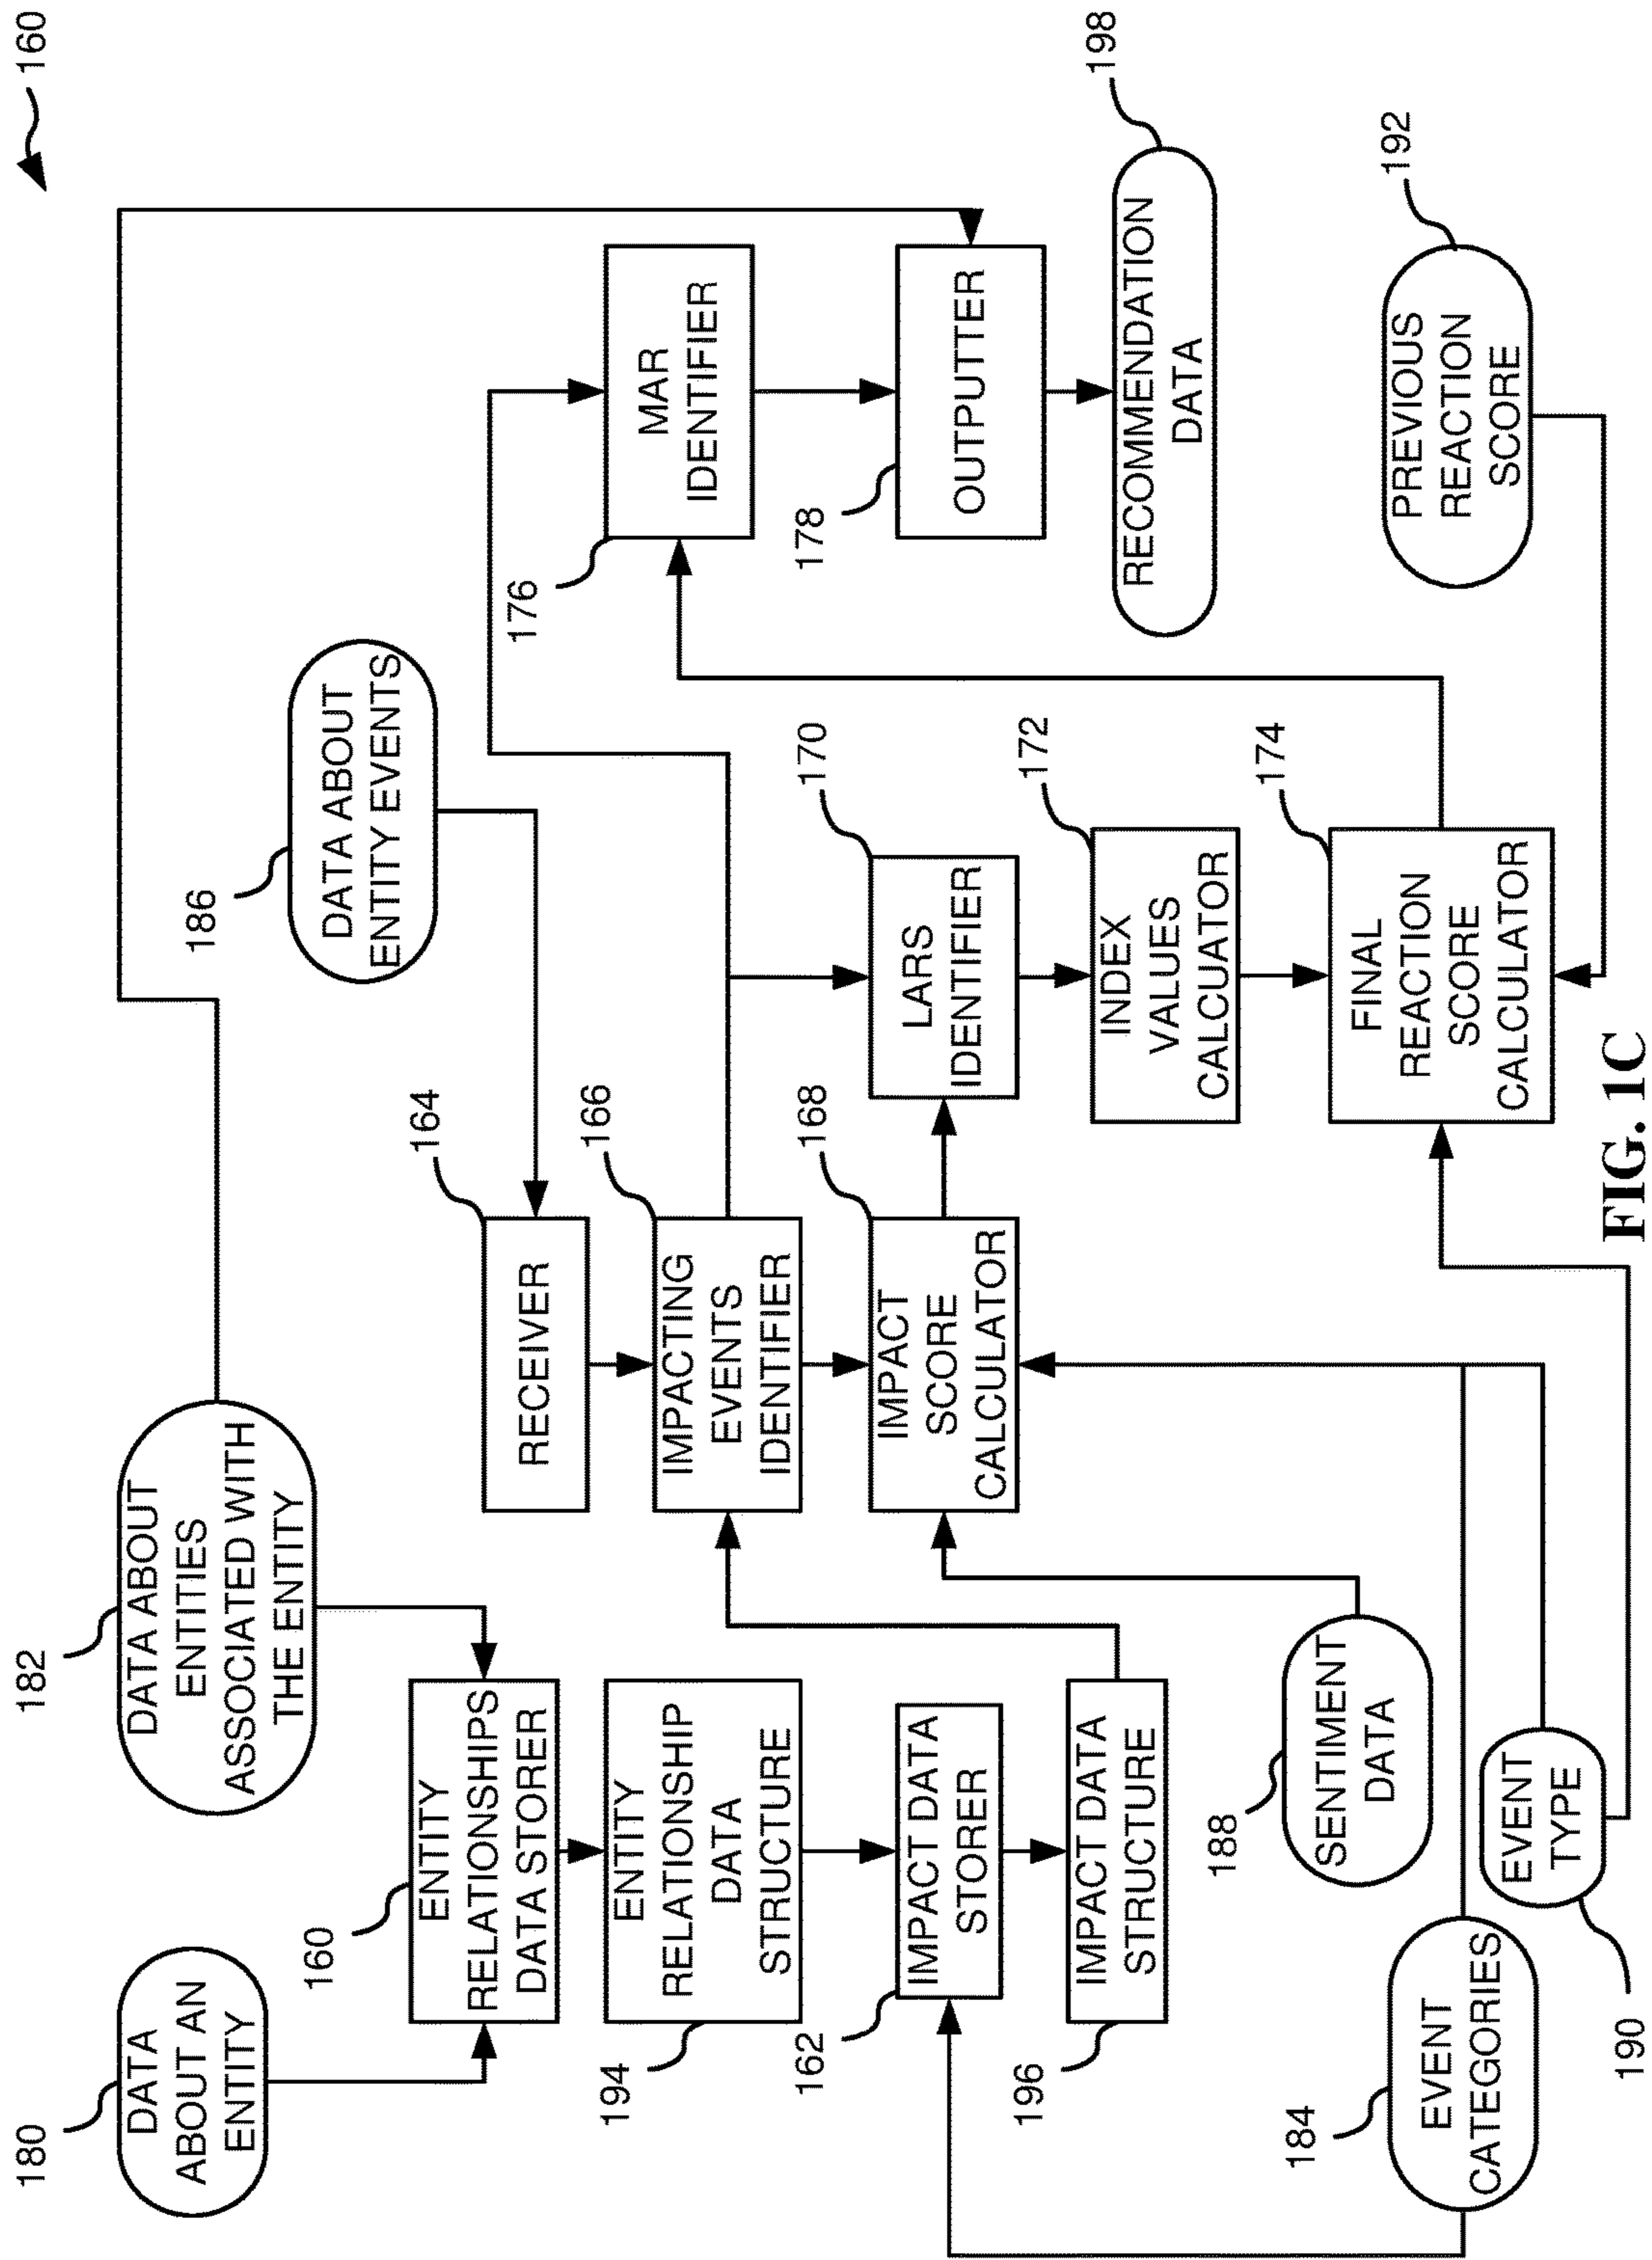 160
180
DATA
ABOUT AN
ENTITY
182
DATA ABOUT
ENTITIES
ASSOCIATED WITH
THE ENTITY
186
DATA ABOUT
ENTITY EVENTS
160
ENTITY
RELATIONSHIPS
DATA STORER
164
RECEIVER
176
MAR
IDENTIFIER
194
ENTITY
RELATIONSHIP
DATA
STRUCTURE
166
IMPACTING
EVENTS
IDENTIFIER
178
OUTPUTTER
162
IMPACT DATA
STORER
168
IMPACT
SCORE
CALCULATOR
170
LARS
IDENTIFIER
198
RECOMMENDATION
DATA
196
IMPACT DATA
STRUCTURE
172
INDEX
VALUES
CALCUATOR
188
SENTIMENT
DATA
174
FINAL
REACTION
SCORE
CALCULATOR
192
PREVIOUS
REACTION
SCORE
184
EVENT
CATEGORIES
190
EVENT
TYPE
FIG. 1C